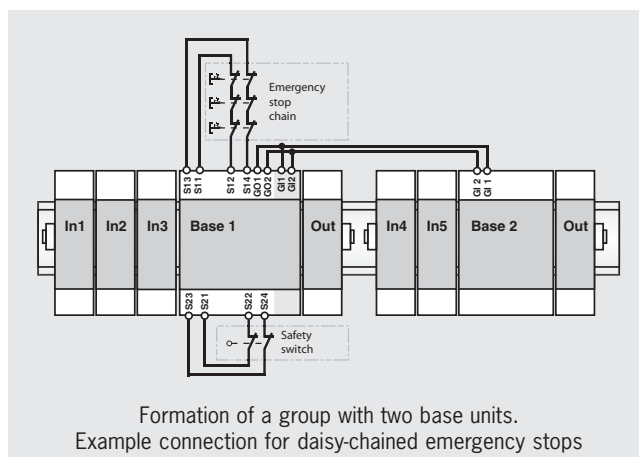 Emergency
stop
chain
S13
S11
S12
S14
GO1
GO2
GI1
GI2
GI 2
GI 1
In1
In2
In3
Base 1
Out
In4
In5
Base 2
Out
S23
S21
S22
S24
Safety
switch
Formation of a group with two base units.
Example connection for daisy-chained emergency stops